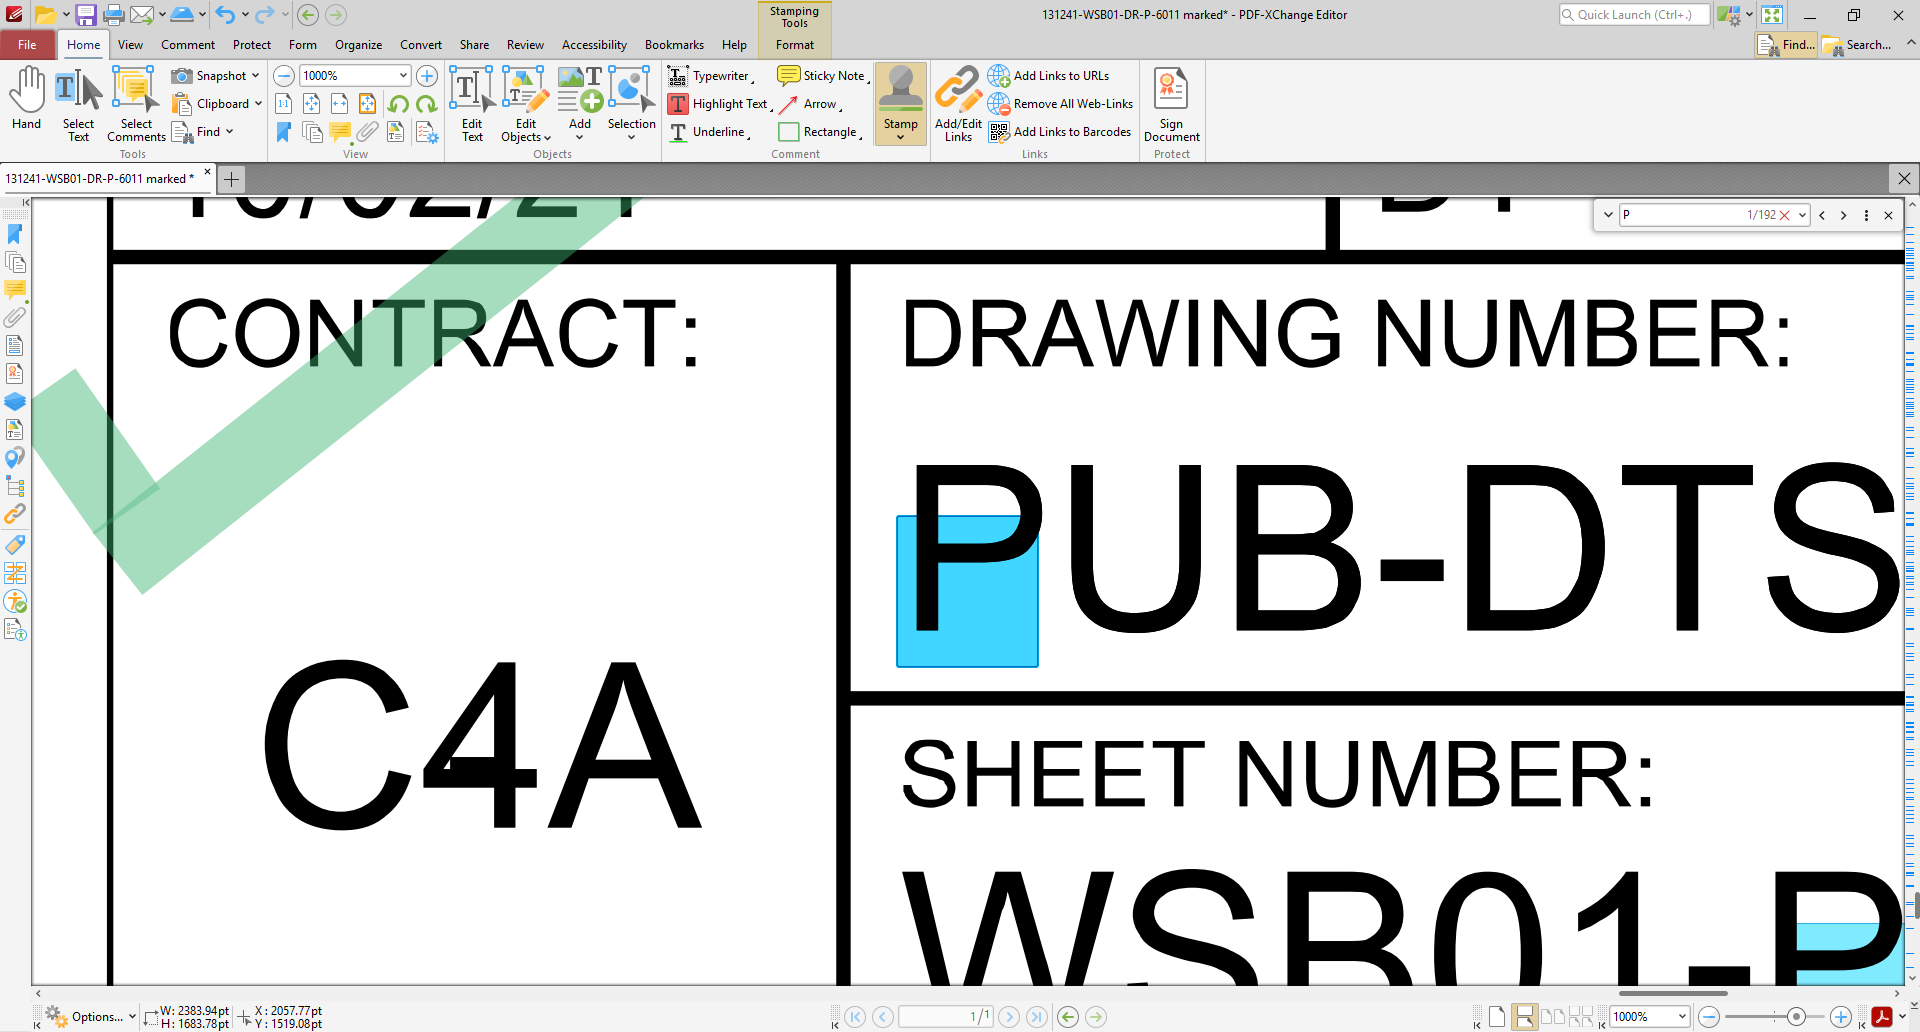 Stamping
Tools
131241-WSB01-DR-P-6011 marked* - PDF-XChange Editor
Quick Launch (Ctrl+.)
File
Home
View
Comment
Protect
Form
Organize
Convert
Share
Review
Accessibility
Bookmarks
Help
Format
Find...
Search...
Hand
Select
Text
Select
Comments
Snapshot
Clipboard
Find
Tools
1000%
1:1
View
Edit
Text
Edit
Objects
Add
Selection
Objects
Typewriter
Highlight Text
Underline
Sticky Note
Arrow
Rectangle
Stamp
Comment
Add/Edit
Links
Add Links to URLs
Remove All Web-Links
Add Links to Barcodes
Links
Sign
Document
Protect
131241-WSB01-DR-P-6011 marked *
P
1/192
CONTRACT:
DRAWING NUMBER:
PUB-DTS
C4A
SHEET NUMBER:
WSB01-P
Options...
W: 2383.94pt
H: 1683.78pt
X : 2057.77pt
Y : 1519.08pt
1/1
1000%